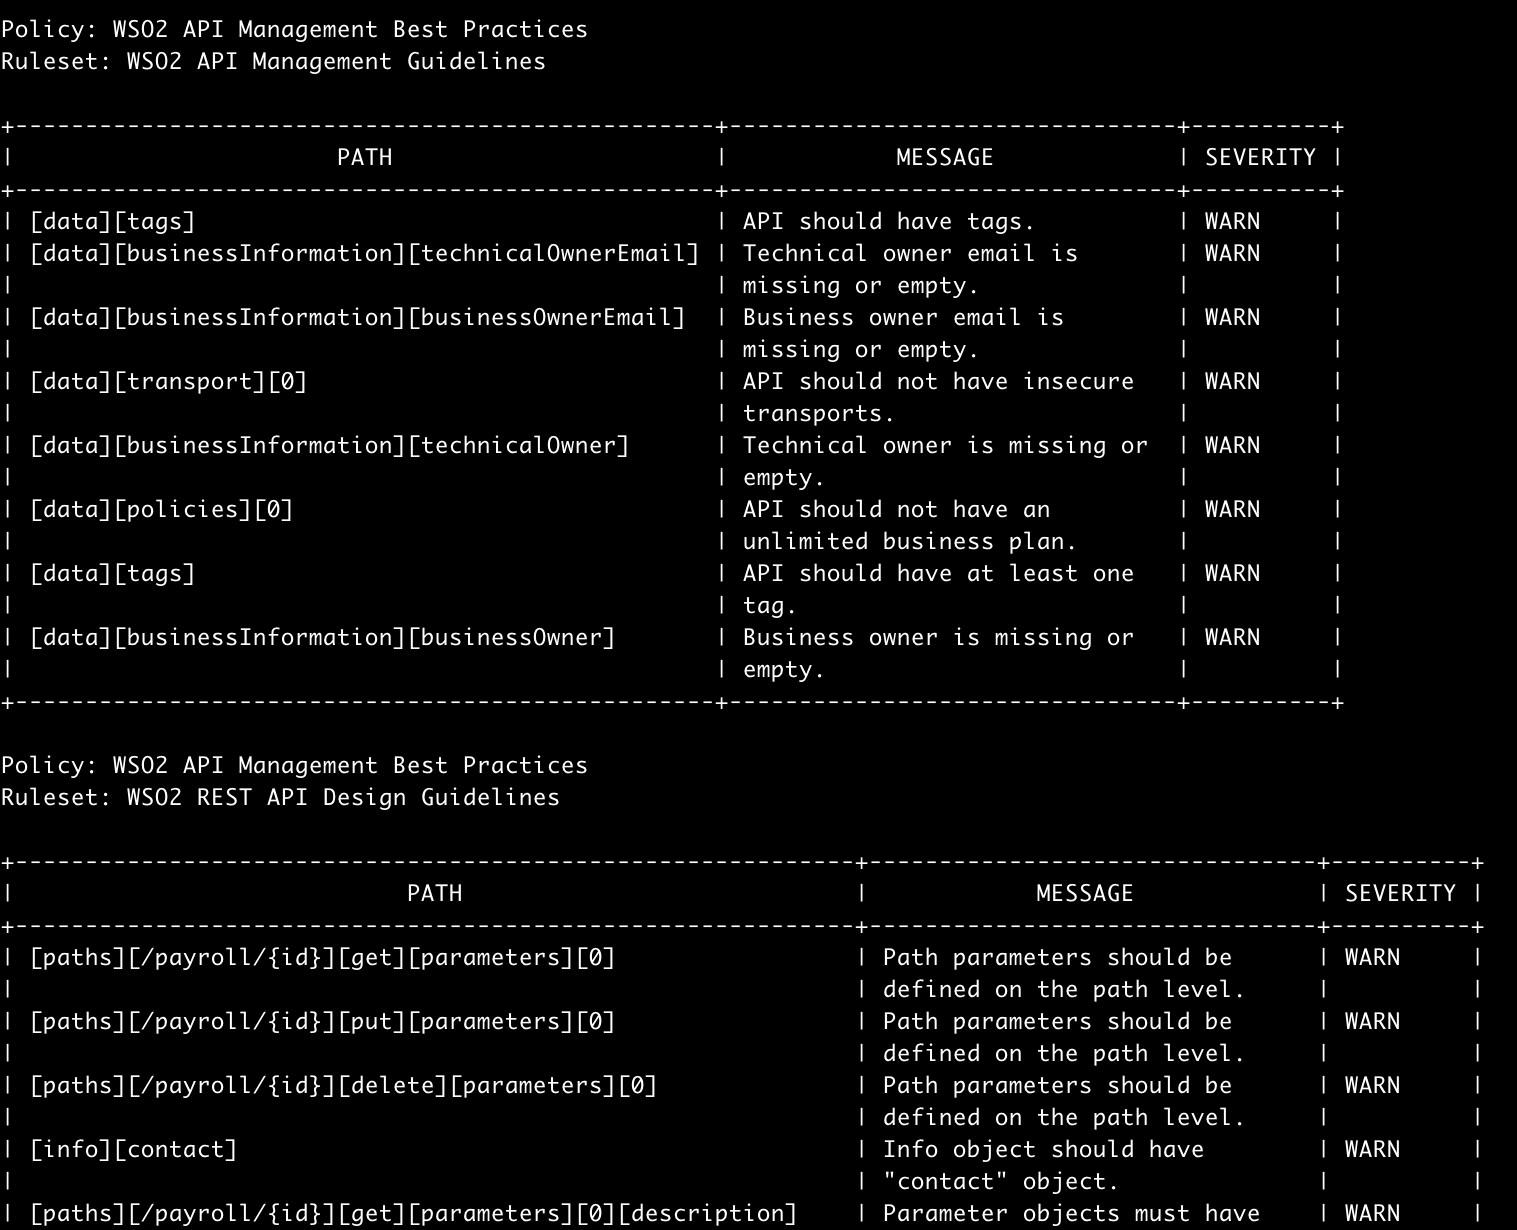 Policy: WSO2 API Management Best Practices
Ruleset: WSO2 API Management Guidelines

+--------------------------------------------------+--------------------------------+----------+
|                       PATH                       |            MESSAGE             | SEVERITY |
+--------------------------------------------------+--------------------------------+----------+
| [data][tags]                                     | API should have tags.          | WARN     |
| [data][businessInformation][technicalOwnerEmail] | Technical owner email is       | WARN     |
|                                                  | missing or empty.              |          |
| [data][businessInformation][businessOwnerEmail]  | Business owner email is        | WARN     |
|                                                  | missing or empty.              |          |
| [data][transport][0]                             | API should not have insecure   | WARN     |
|                                                  | transports.                    |          |
| [data][businessInformation][technicalOwner]      | Technical owner is missing or  | WARN     |
|                                                  | empty.                         |          |
| [data][policies][0]                              | API should not have an         | WARN     |
|                                                  | unlimited business plan.       |          |
| [data][tags]                                     | API should have at least one   | WARN     |
|                                                  | tag.                           |          |
| [data][businessInformation][businessOwner]       | Business owner is missing or   | WARN     |
|                                                  | empty.                         |          |
+--------------------------------------------------+--------------------------------+----------+

Policy: WSO2 API Management Best Practices
Ruleset: WSO2 REST API Design Guidelines

+------------------------------------------------------------+--------------------------------+----------+
|                            PATH                            |            MESSAGE             | SEVERITY |
+------------------------------------------------------------+--------------------------------+----------+
| [paths][/payroll/{id}][get][parameters][0]                 | Path parameters should be      | WARN     |
|                                                            | defined on the path level.     |          |
| [paths][/payroll/{id}][put][parameters][0]                 | Path parameters should be      | WARN     |
|                                                            | defined on the path level.     |          |
| [paths][/payroll/{id}][delete][parameters][0]              | Path parameters should be      | WARN     |
|                                                            | defined on the path level.     |          |
| [info][contact]                                            | Info object should have        | WARN     |
|                                                            | "contact" object.              |          |
| [paths][/payroll/{id}][get][parameters][0][description]    | Parameter objects must have    | WARN     |